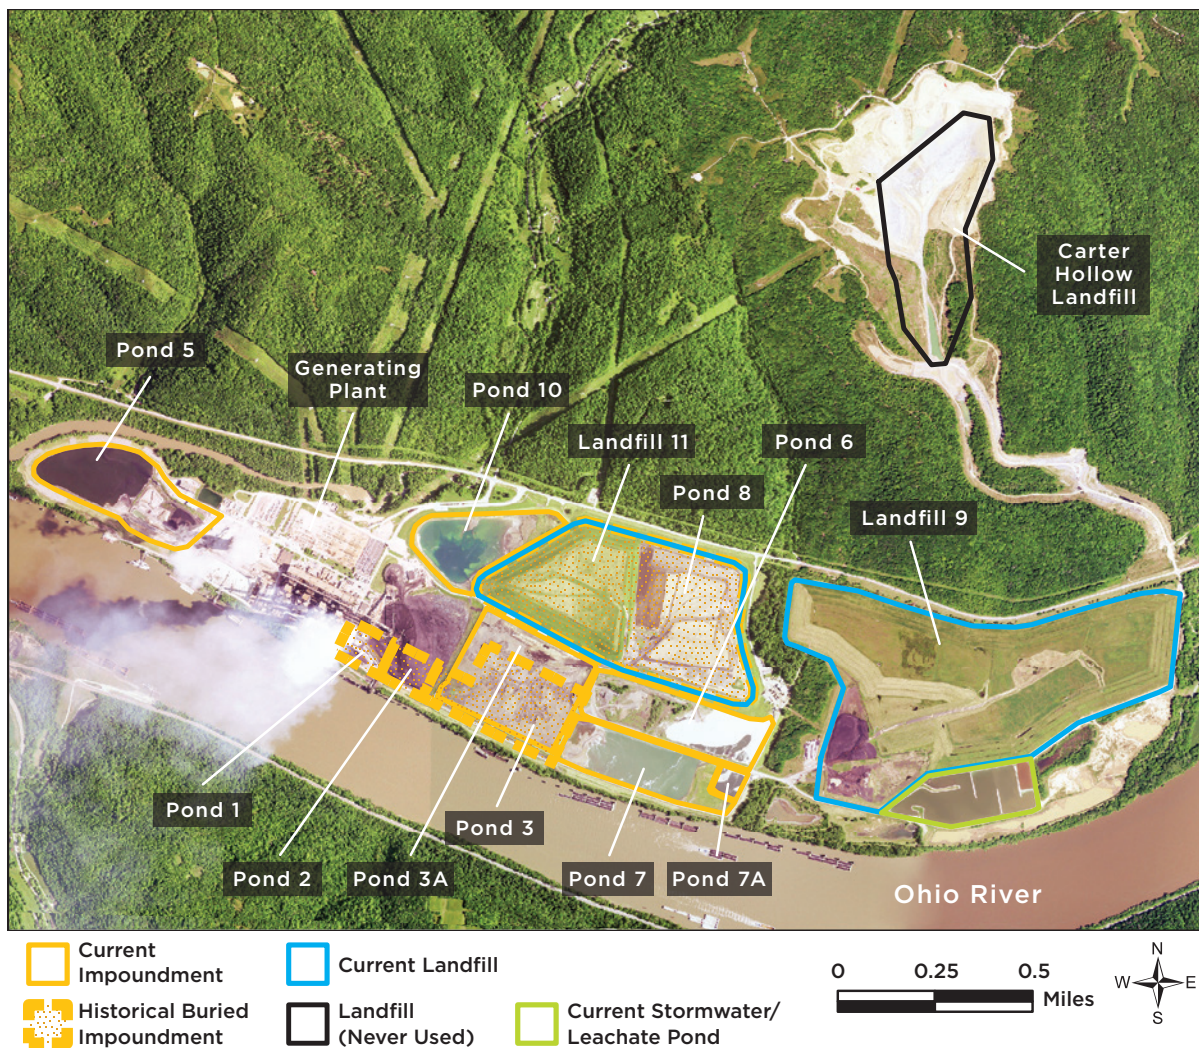 Carter
Hollow
Landfill
Pond 5
Generating
Plant
Pond 10
Landfill 11
Pond 6
Pond 8
Landfill 9
Pond 1
Pond 2
Pond 3A
Pond 3
Pond 7
Pond 7A
Ohio River
Current
Impoundment
Historical Buried
Impoundment
Current Landfill
Landfill
(Never Used)
Current Stormwater/
Leachate Pond
0 0.25 0.5
Miles
N
W E
S